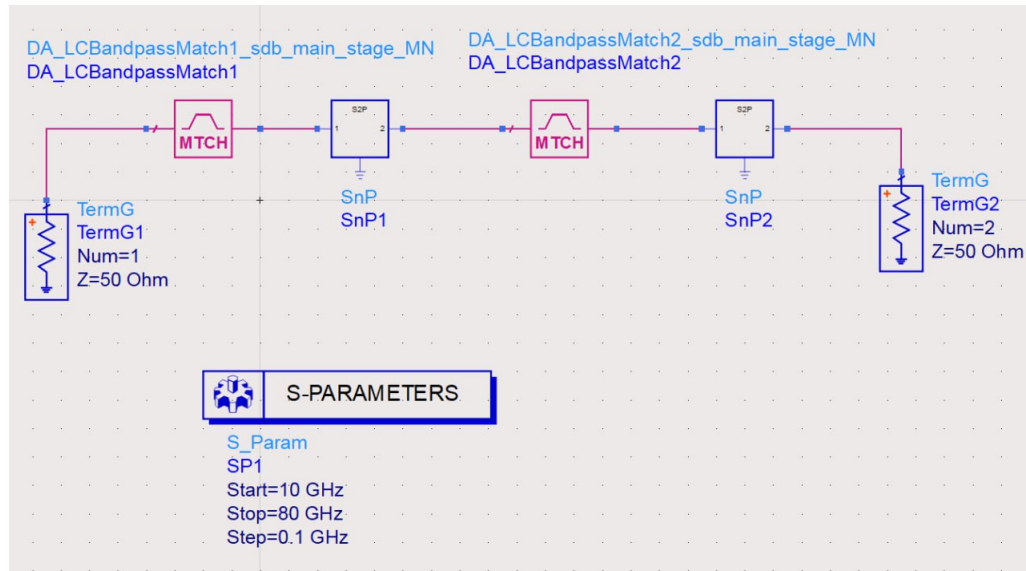 DA_LCBandpassMatch1_sdb_main_stage_MN
DA_LCBandpassMatch1
DA_LCBandpassMatch2_sdb_main_stage_MN
DA_LCBandpassMatch2
MTCH
S2P
1
2
MTCH
S2P
1
2
SnP
SnP1
SnP
SnP2
TermG
TermG1
Num=1
Z=50 Ohm
TermG
TermG2
Num=2
Z=50 Ohm
S-PARAMETERS
S_Param
SP1
Start=10 GHz
Stop=80 GHz
Step=0.1 GHz